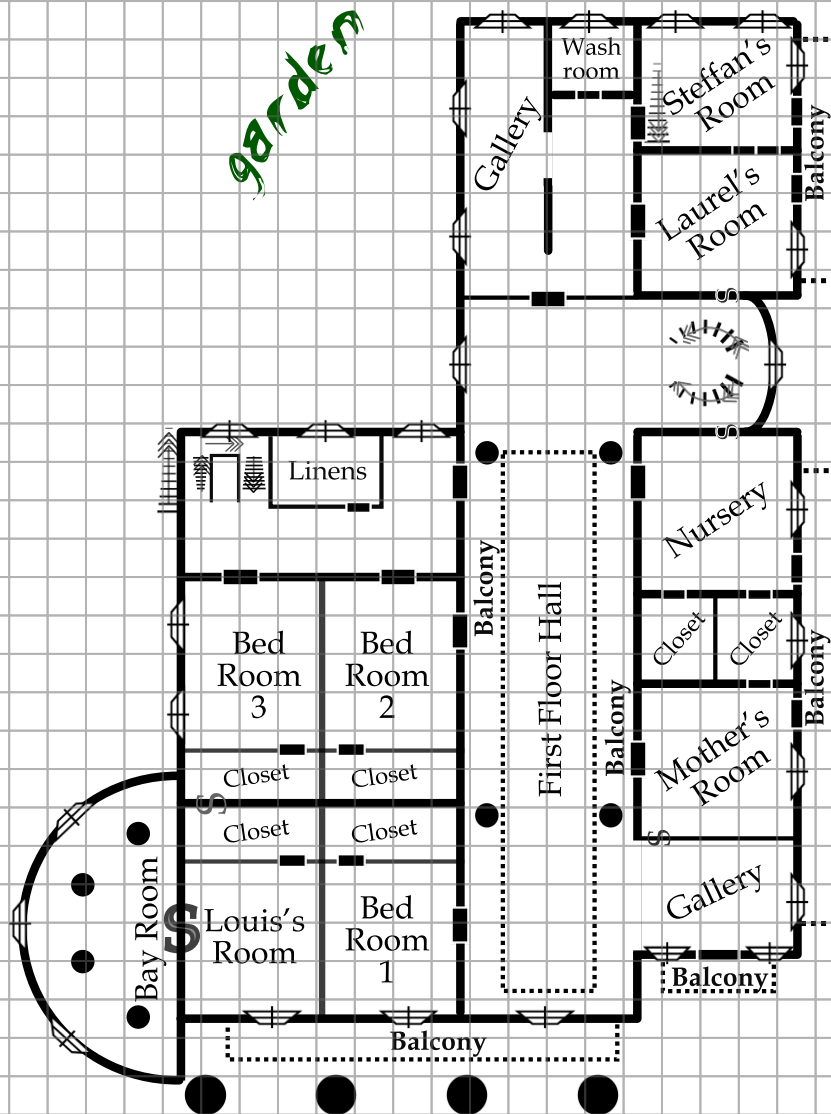 garden
Wash
room
Gallery
Steffan's
Room
Balcony
Laurel's
Room
S
S
Linens
Nursery
Balcony
First Floor Hall
Closet
Closet
Bed
Room
3
Bed
Room
2
Balcony
Balcony
Mother's
Room
Closet
Closet
S
Closet
Closet
S
Gallery
Bay Room
S
Louis's
Room
Bed
Room
1
Balcony
Balcony